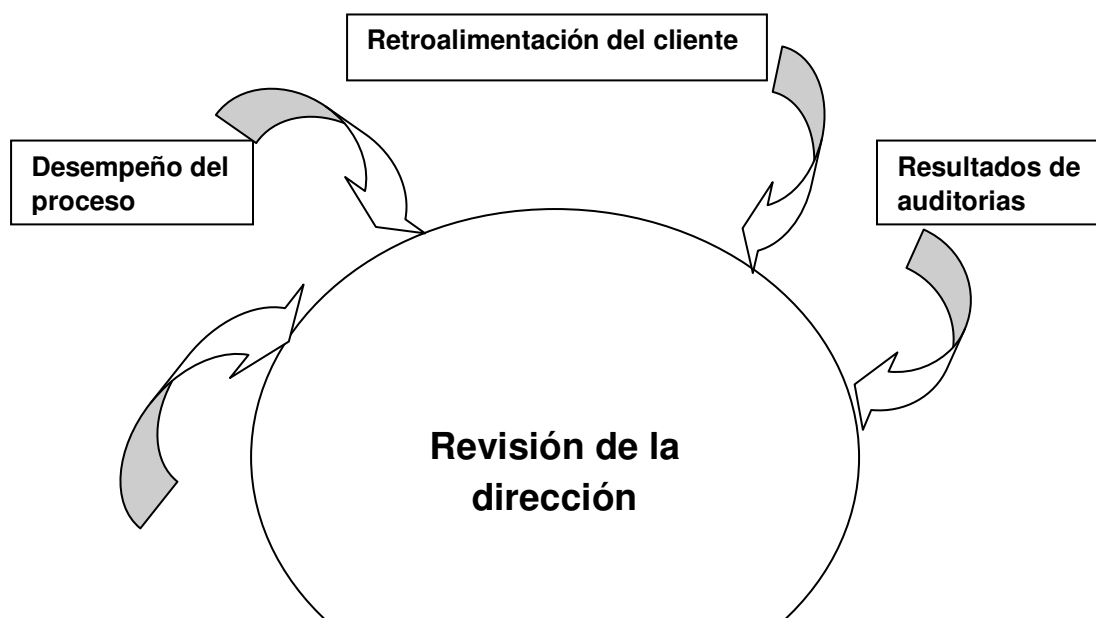 Retroalimentación del cliente
Desempeño del
proceso
Resultados de
auditorias
Revisión de la
dirección